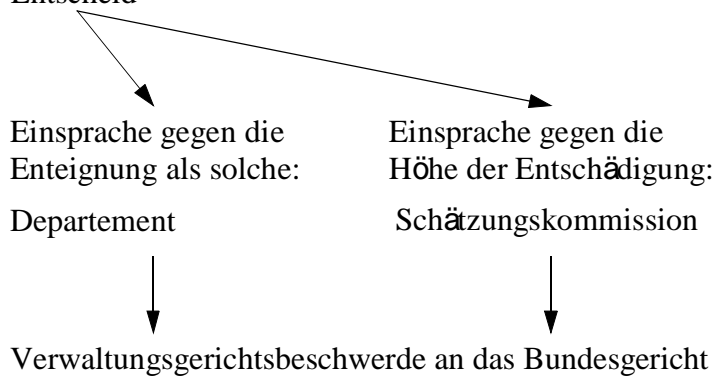 Entscheid
Einsprache gegen die
Enteignung als solche:
Einsprache gegen die
Höhe der Entschädigung:
Departement
Schätzungskommission
Verwaltungsgerichtsbeschwerde an das Bundesgericht